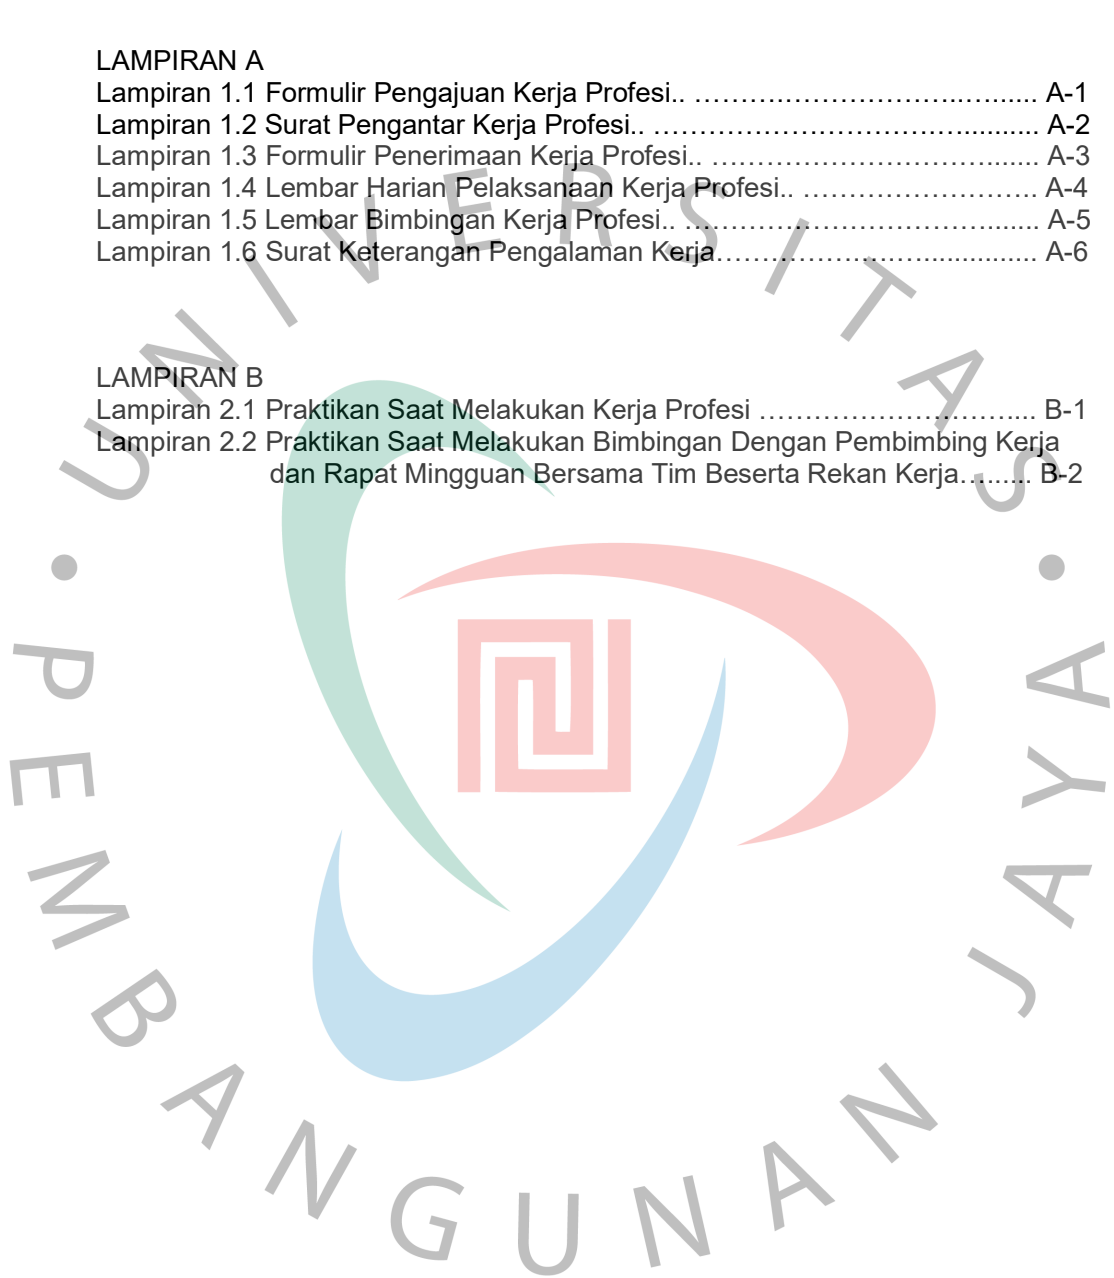 LAMPIRAN A
Lampiran 1.1 Formulir Pengajuan Kerja Profesi.. ……….…………………..…...... A-1
Lampiran 1.2 Surat Pengantar Kerja Profesi.. ……………………………........... A-2
Lampiran 1.3 Formulir Penerimaan Kerja Profesi.. …………………………....... A-3
Lampiran 1.4 Lembar Harian Pelaksanaan Kerja Profesi.. ……………………. A-4
Lampiran 1.5 Lembar Bimbingan Kerja Profesi.. ……………………………....... A-5
Lampiran 1.6 Surat Keterangan Pengalaman Kerja……………………............... A-6
LAMPIRAN B
Lampiran 2.1 Praktikan Saat Melakukan Kerja Profesi ………………………..... B-1
Lampiran 2.2 Praktikan Saat Melakukan Bimbingan Dengan Pembimbing Kerja
dan Rapat Mingguan Bersama Tim Beserta Rekan Kerja…...... B-2
UNIVERSITAS
PEMBANGUNAN JAYA